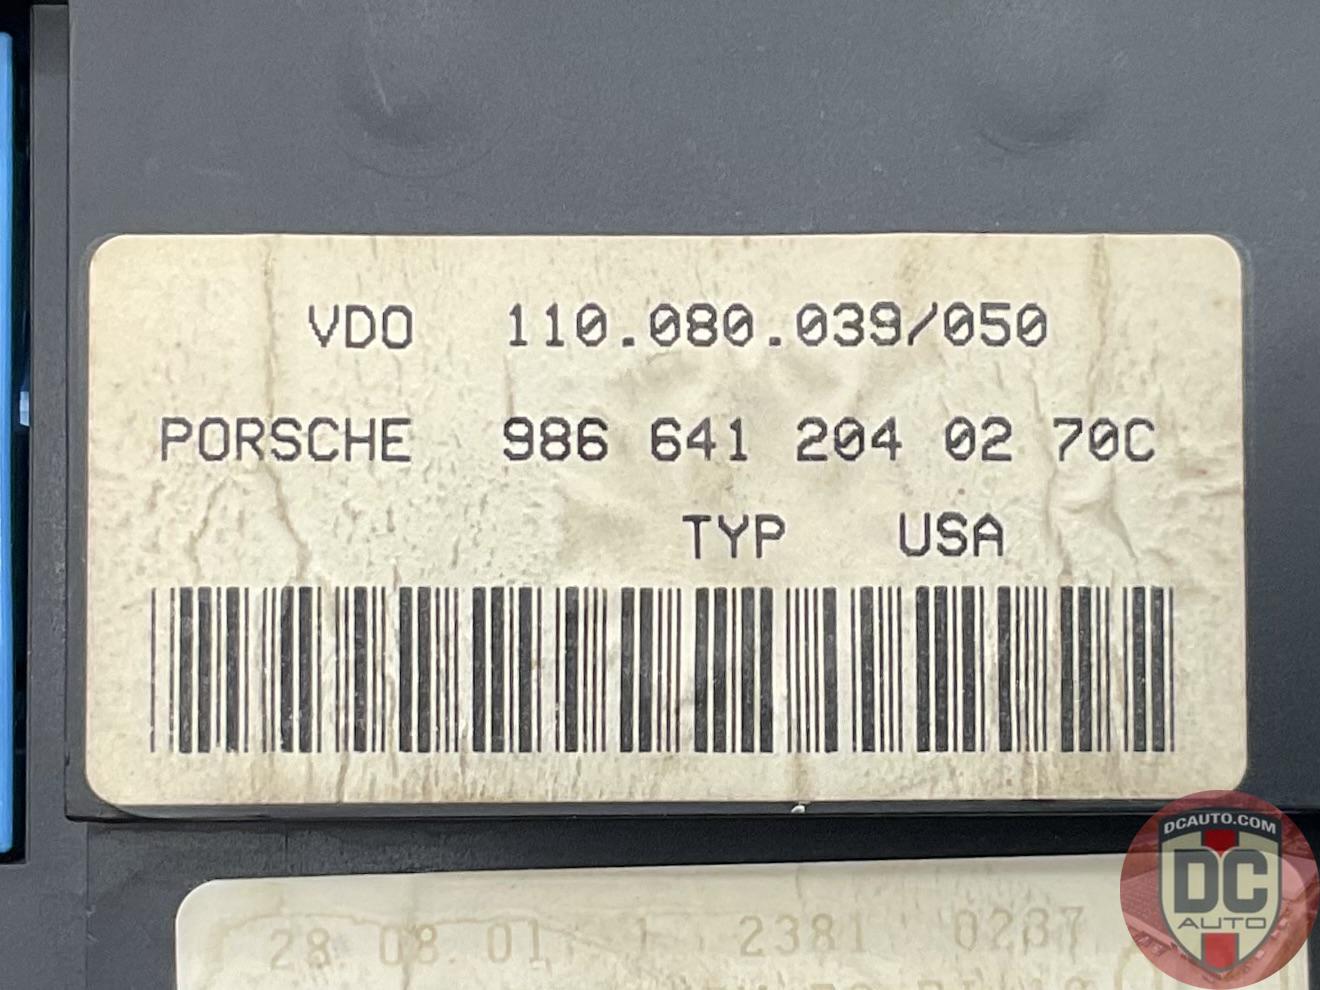 VDO 110.080.039/050
PORSCHE 986 641 204 02 70C
TYP USA
28 08 01 1 2381 0237
DCAUTO.COM
DC
AUTO